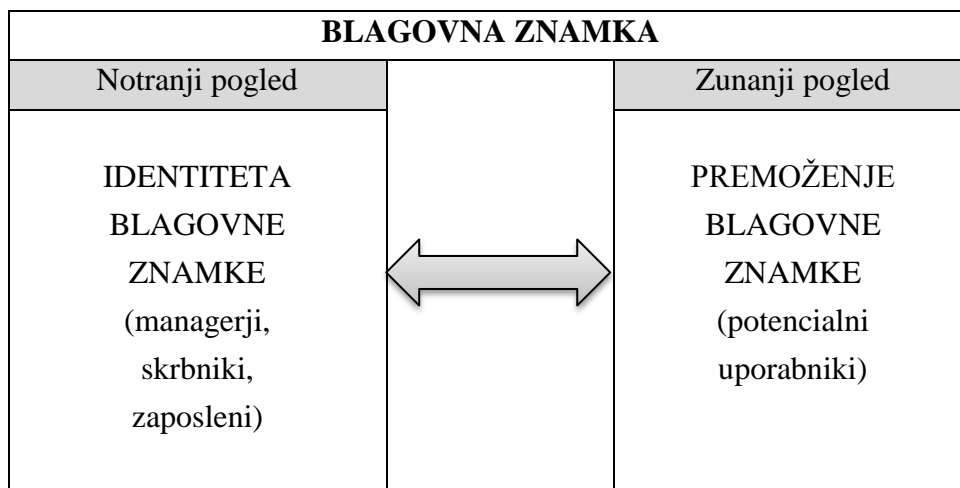 BLAGOVNA ZNAMKA
Notranji pogled
Zunanji pogled
IDENTITETA
BLAGOVNE
ZNAMKE
(managerji,
skrbniki,
zaposleni)
PREMOŽENJE
BLAGOVNE
ZNAMKE
(potencialni
uporabniki)